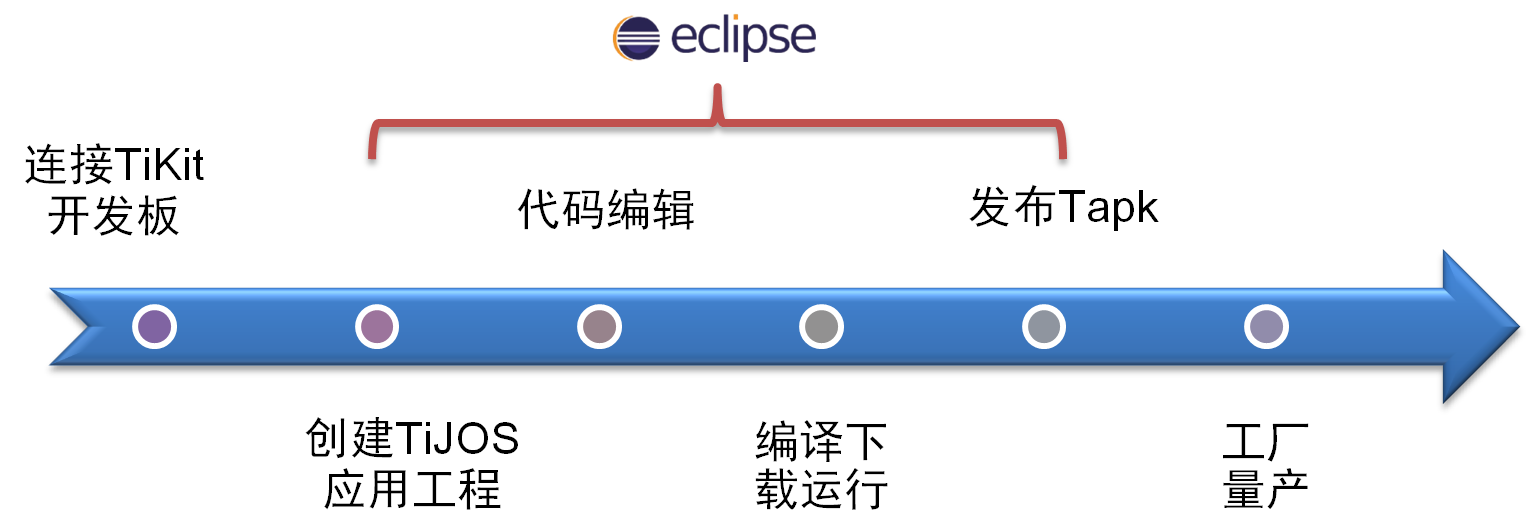 eclipse
连接TiKit
开发板
代码编辑
发布Tapk
创建TiJOS
应用工程
编译下
载运行
工厂
量产